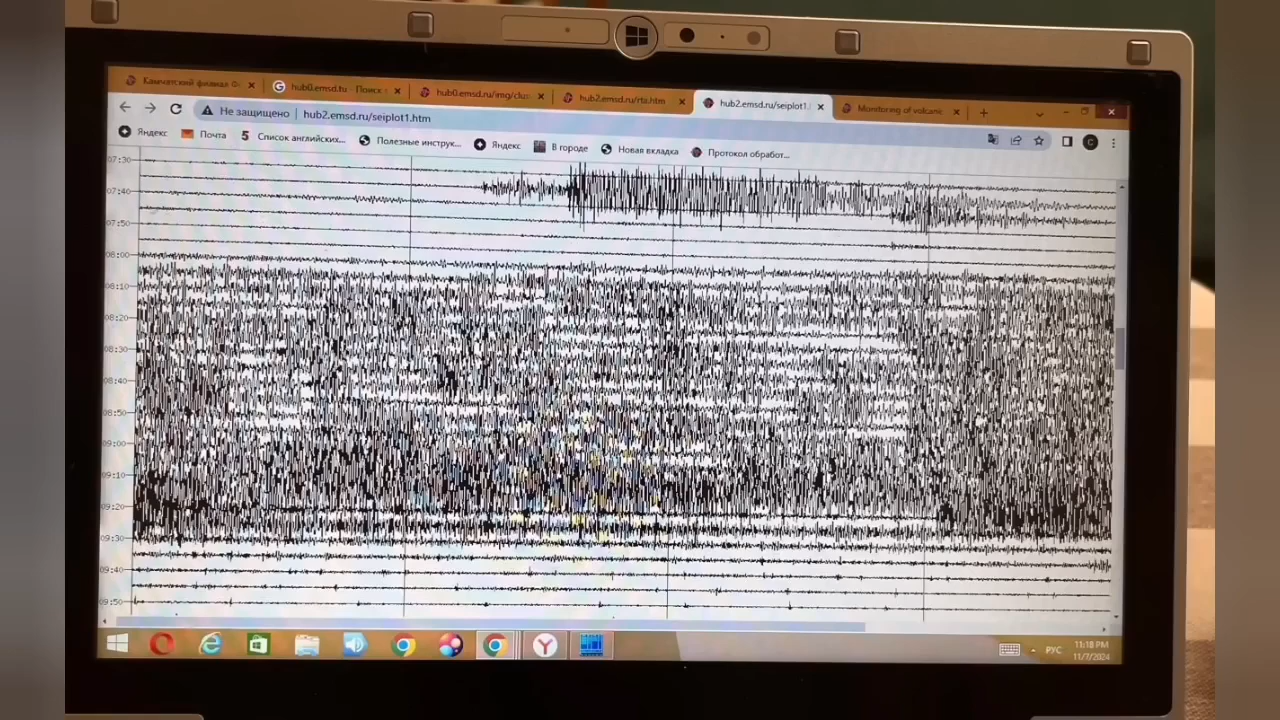 Камчатский филиал Ф
hub0.emsd.ru - Поиск
hub0.emsd.ru/img/clus
hub2.emsd.ru/rts.htm
hub2.emsd.ru/seiplot1.
Monitoring of volcanic
Не защищено
hub2.emsd.ru/seiplot1.htm
Яндекс
Почта
Список английских...
Полезные инструк...
Яндекс
В городе
Новая вкладка
Протокол обработ...
07:30
07:40
07:50
08:00
08:10
08:20
08:30
08:40
08:50
09:00
09:10
09:20
09:30
09:40
09:50
РУС
11:18 PM
11/7/2024